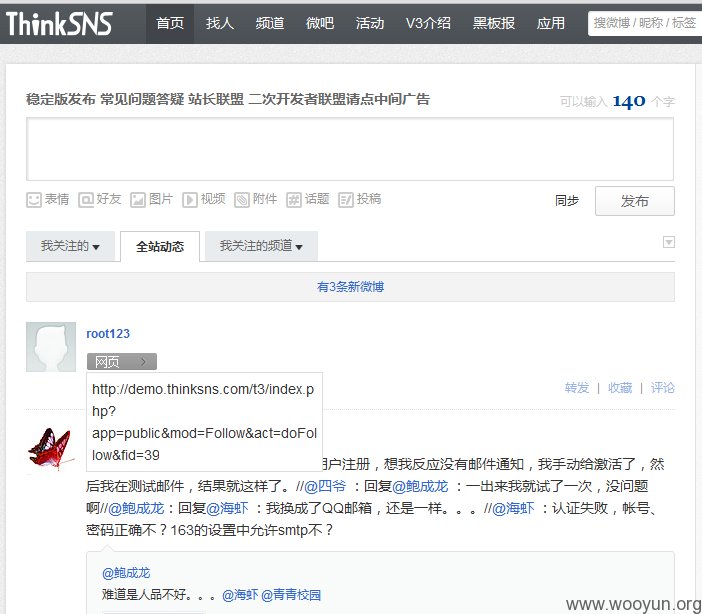 ThinkSNS 首页 找人 频道 微吧 活动 V3介绍 黑板报 应用 搜微博 / 昵称 / 标签
稳定版发布 常见问题答疑 站长联盟 二次开发者联盟请点中间广告 可以输入 140 个字
表情 好友 图片 视频 附件 话题 投稿 同步 发布
我关注的 全站动态 我关注的频道
有3条新微博
root123
网页
http://demo.thinksns.com/t3/index.p
hp?
app=public&mod=Follow&act=doFol
low&fid=39
转发 | 收藏 | 评论
用户注册，想我反应没有邮件通知，我手动给激活了，然
后我在测试邮件，结果就这样了。//@四爷 ：回复@鲍成龙 ：一出来我就试了一次，没问题
啊//@鲍成龙：回复@海虾 ：我换成了QQ邮箱，还是一样。。。//@海虾 ：认证失败，帐号、
密码正确不？163的设置中允许smtp不？
@鲍成龙
难道是人品不好。。。@海虾 @青青校园
www.wooyun.org